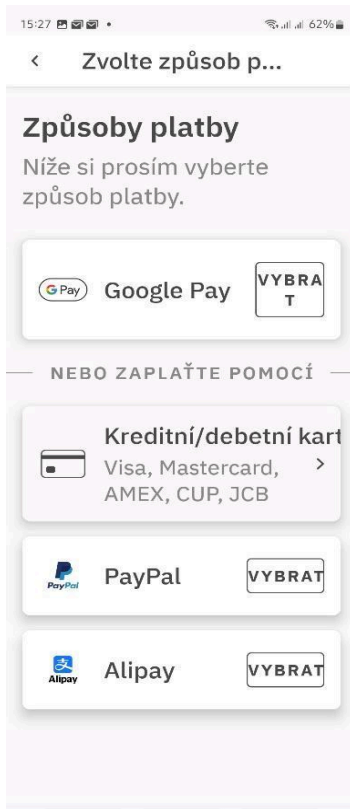 15:27 62%
Zvolte způsob p...
Způsoby platby
Níže si prosím vyberte
způsob platby.
G Pay Google Pay VYBRA
T
NEBO ZAPLAŤTE POMOCÍ
Kreditní/debetní kart
Visa, Mastercard,
AMEX, CUP, JCB
PayPal PayPal VYBRAT
支 Alipay Alipay VYBRAT